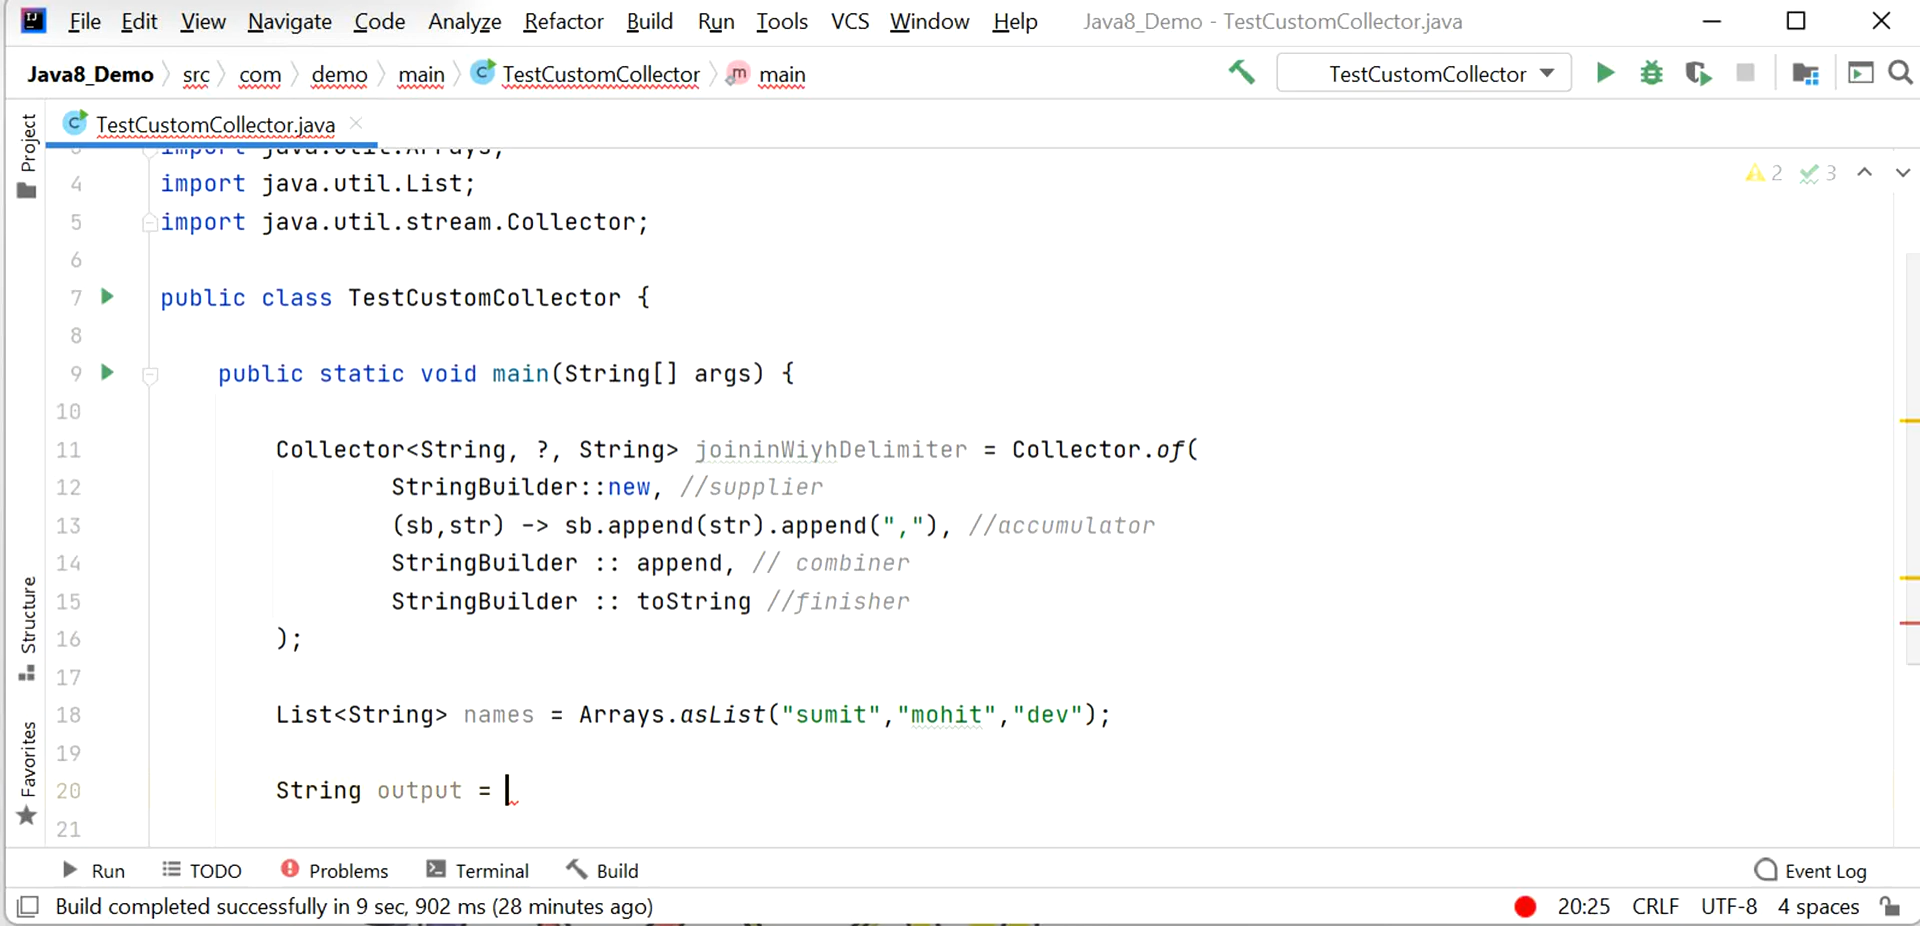 File Edit View Navigate Code Analyze Refactor Build Run Tools VCS Window Help Java8_Demo - TestCustomCollector.java
Java8_Demo src com demo main TestCustomCollector main TestCustomCollector
TestCustomCollector.java
Project
Structure
Favorites
2 3
3 import java.util.Arrays;
4 import java.util.List;
5 import java.util.stream.Collector;
6
7 public class TestCustomCollector {
8
9 public static void main(String[] args) {
10
11 Collector<String, ?, String> joininWiyhDelimiter = Collector.of(
12 StringBuilder::new, //supplier
13 (sb,str) -> sb.append(str).append(","), //accumulator
14 StringBuilder :: append, // combiner
15 StringBuilder :: toString //finisher
16 );
17
18 List<String> names = Arrays.asList("sumit","mohit","dev");
19
20 String output =
21
Run TODO Problems Terminal Build Event Log
Build completed successfully in 9 sec, 902 ms (28 minutes ago) 20:25 CRLF UTF-8 4 spaces